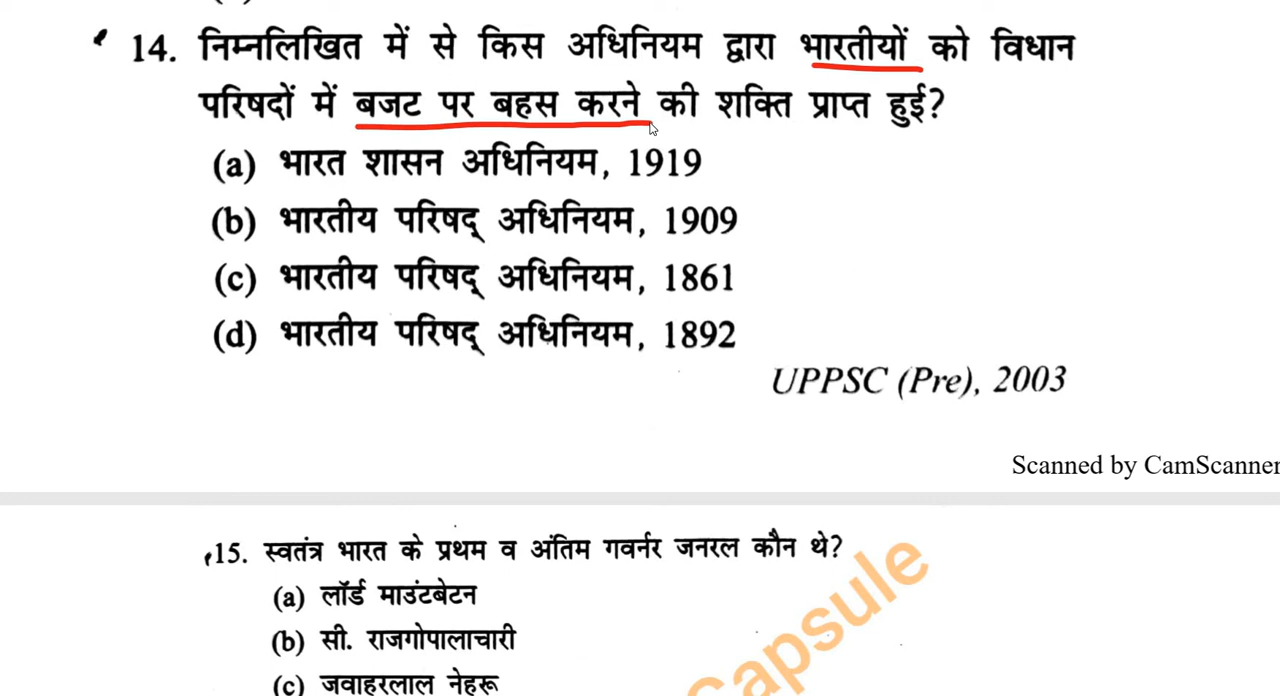 14. निम्नलिखित में से किस अधिनियम द्वारा भारतीयों को विधान
परिषदों में बजट पर बहस करने की शक्ति प्राप्त हुई?
(a) भारत शासन अधिनियम, 1919
(b) भारतीय परिषद् अधिनियम, 1909
(c) भारतीय परिषद् अधिनियम, 1861
(d) भारतीय परिषद् अधिनियम, 1892
UPPSC (Pre), 2003
Scanned by CamScanner
15. स्वतंत्र भारत के प्रथम व अंतिम गवर्नर जनरल कौन थे?
(a) लॉर्ड माउंटबेटन
(b) सी. राजगोपालाचारी
(c) जवाहरलाल नेहरू
Capsule